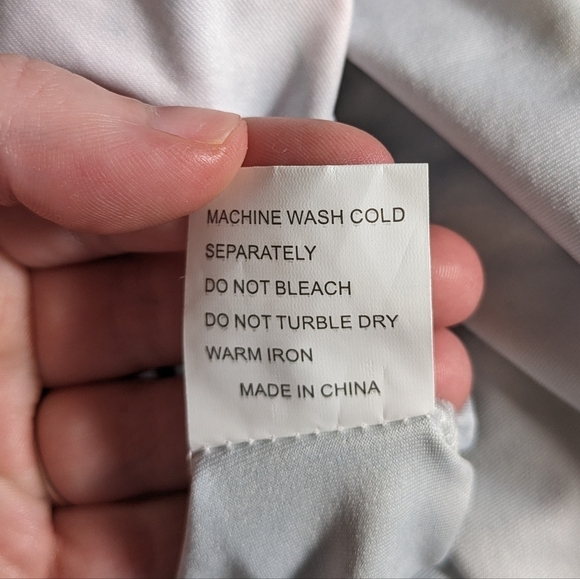 MACHINE WASH COLD
SEPARATELY
DO NOT BLEACH
DO NOT TURBLE DRY
WARM IRON
MADE IN CHINA